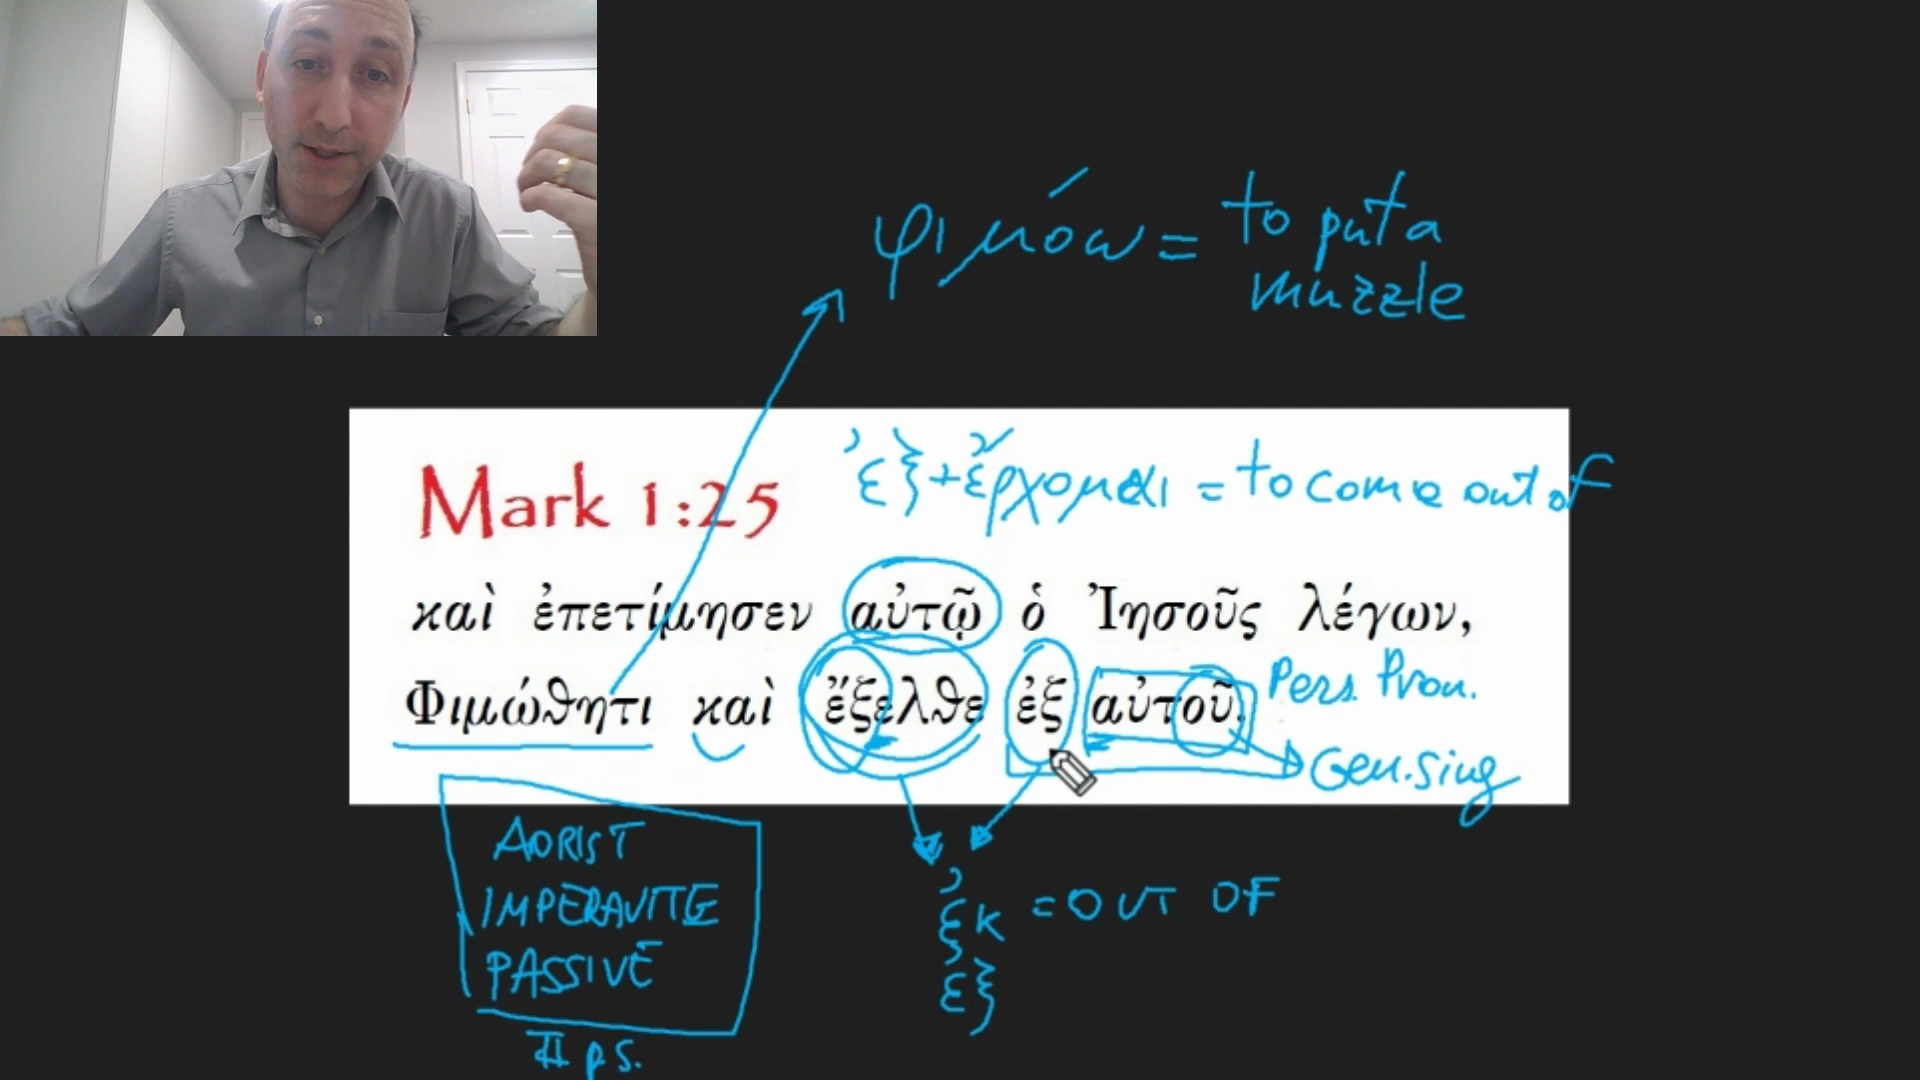 φιμόω = to put a
muzzle
Mark 1:25
ἐξ + ἔρχομαι = to come out of
καὶ ἐπετίμησεν αὐτῷ ὁ Ἰησοῦς λέγων,
Φιμώθητι καὶ ἔξελθε ἐξ αὐτοῦ.
Pers. Pron.
Gen. Sing
AORIST
IMPERAVITE
PASSIVE
II p s.
ἐκ = OUT OF
ἐξ